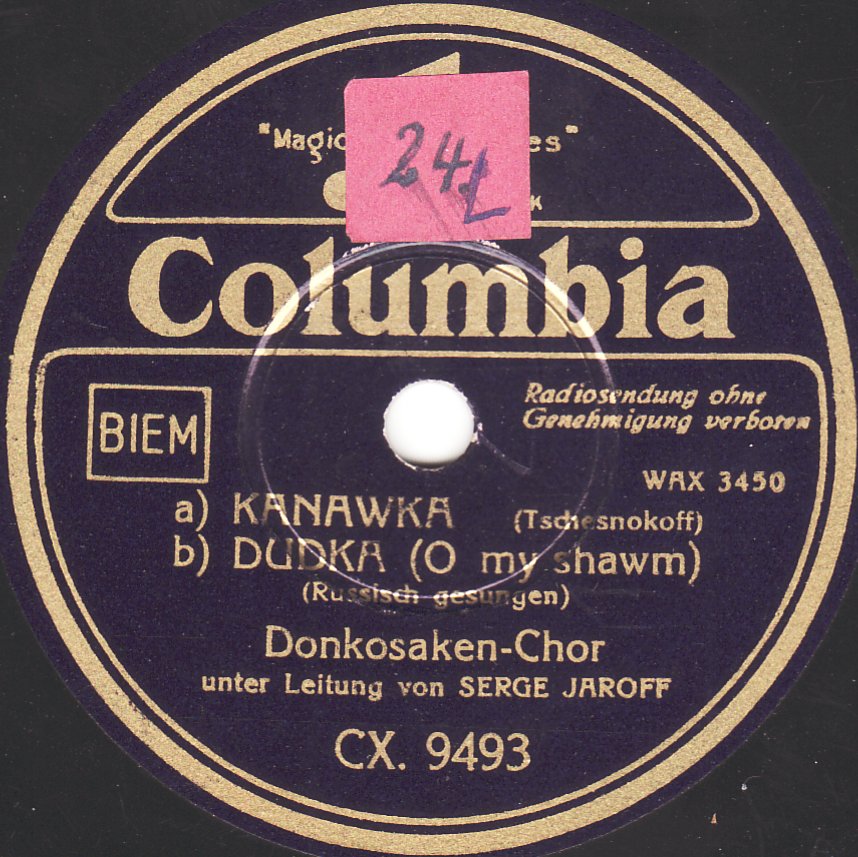 "Magic es"
24
K
Columbia
BIEM
Radiosendung ohne
Genehmigung verboten
WAX 3450
a) KANAWKA (Tschesnokoff)
b) DUDKA (O my shawm)
(Russisch gesungen)
Donkosaken-Chor
unter Leitung von SERGE JAROFF
CX. 9493